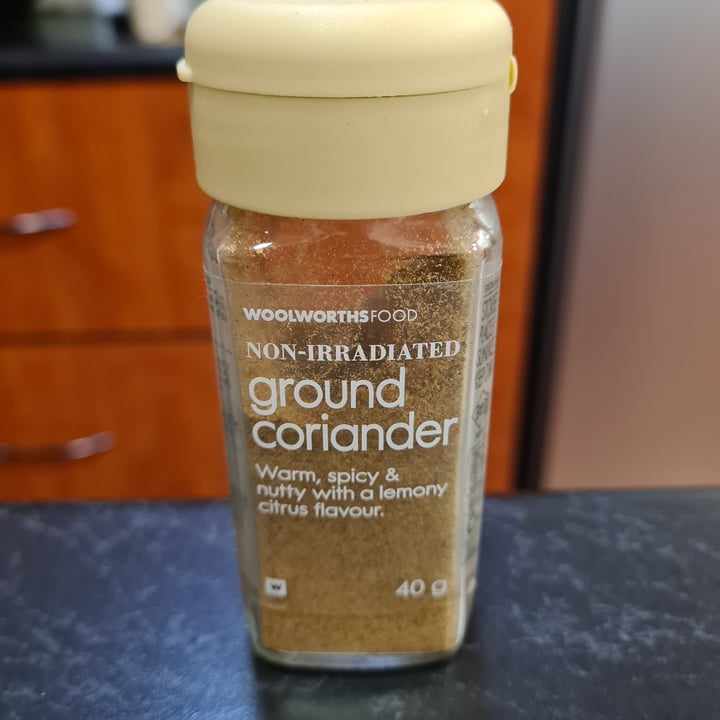 WOOLWORTHSFOOD
NON-IRRADIATED
ground
coriander
Warm, spicy &
nutty with a lemony
citrus flavour.
W
40 g